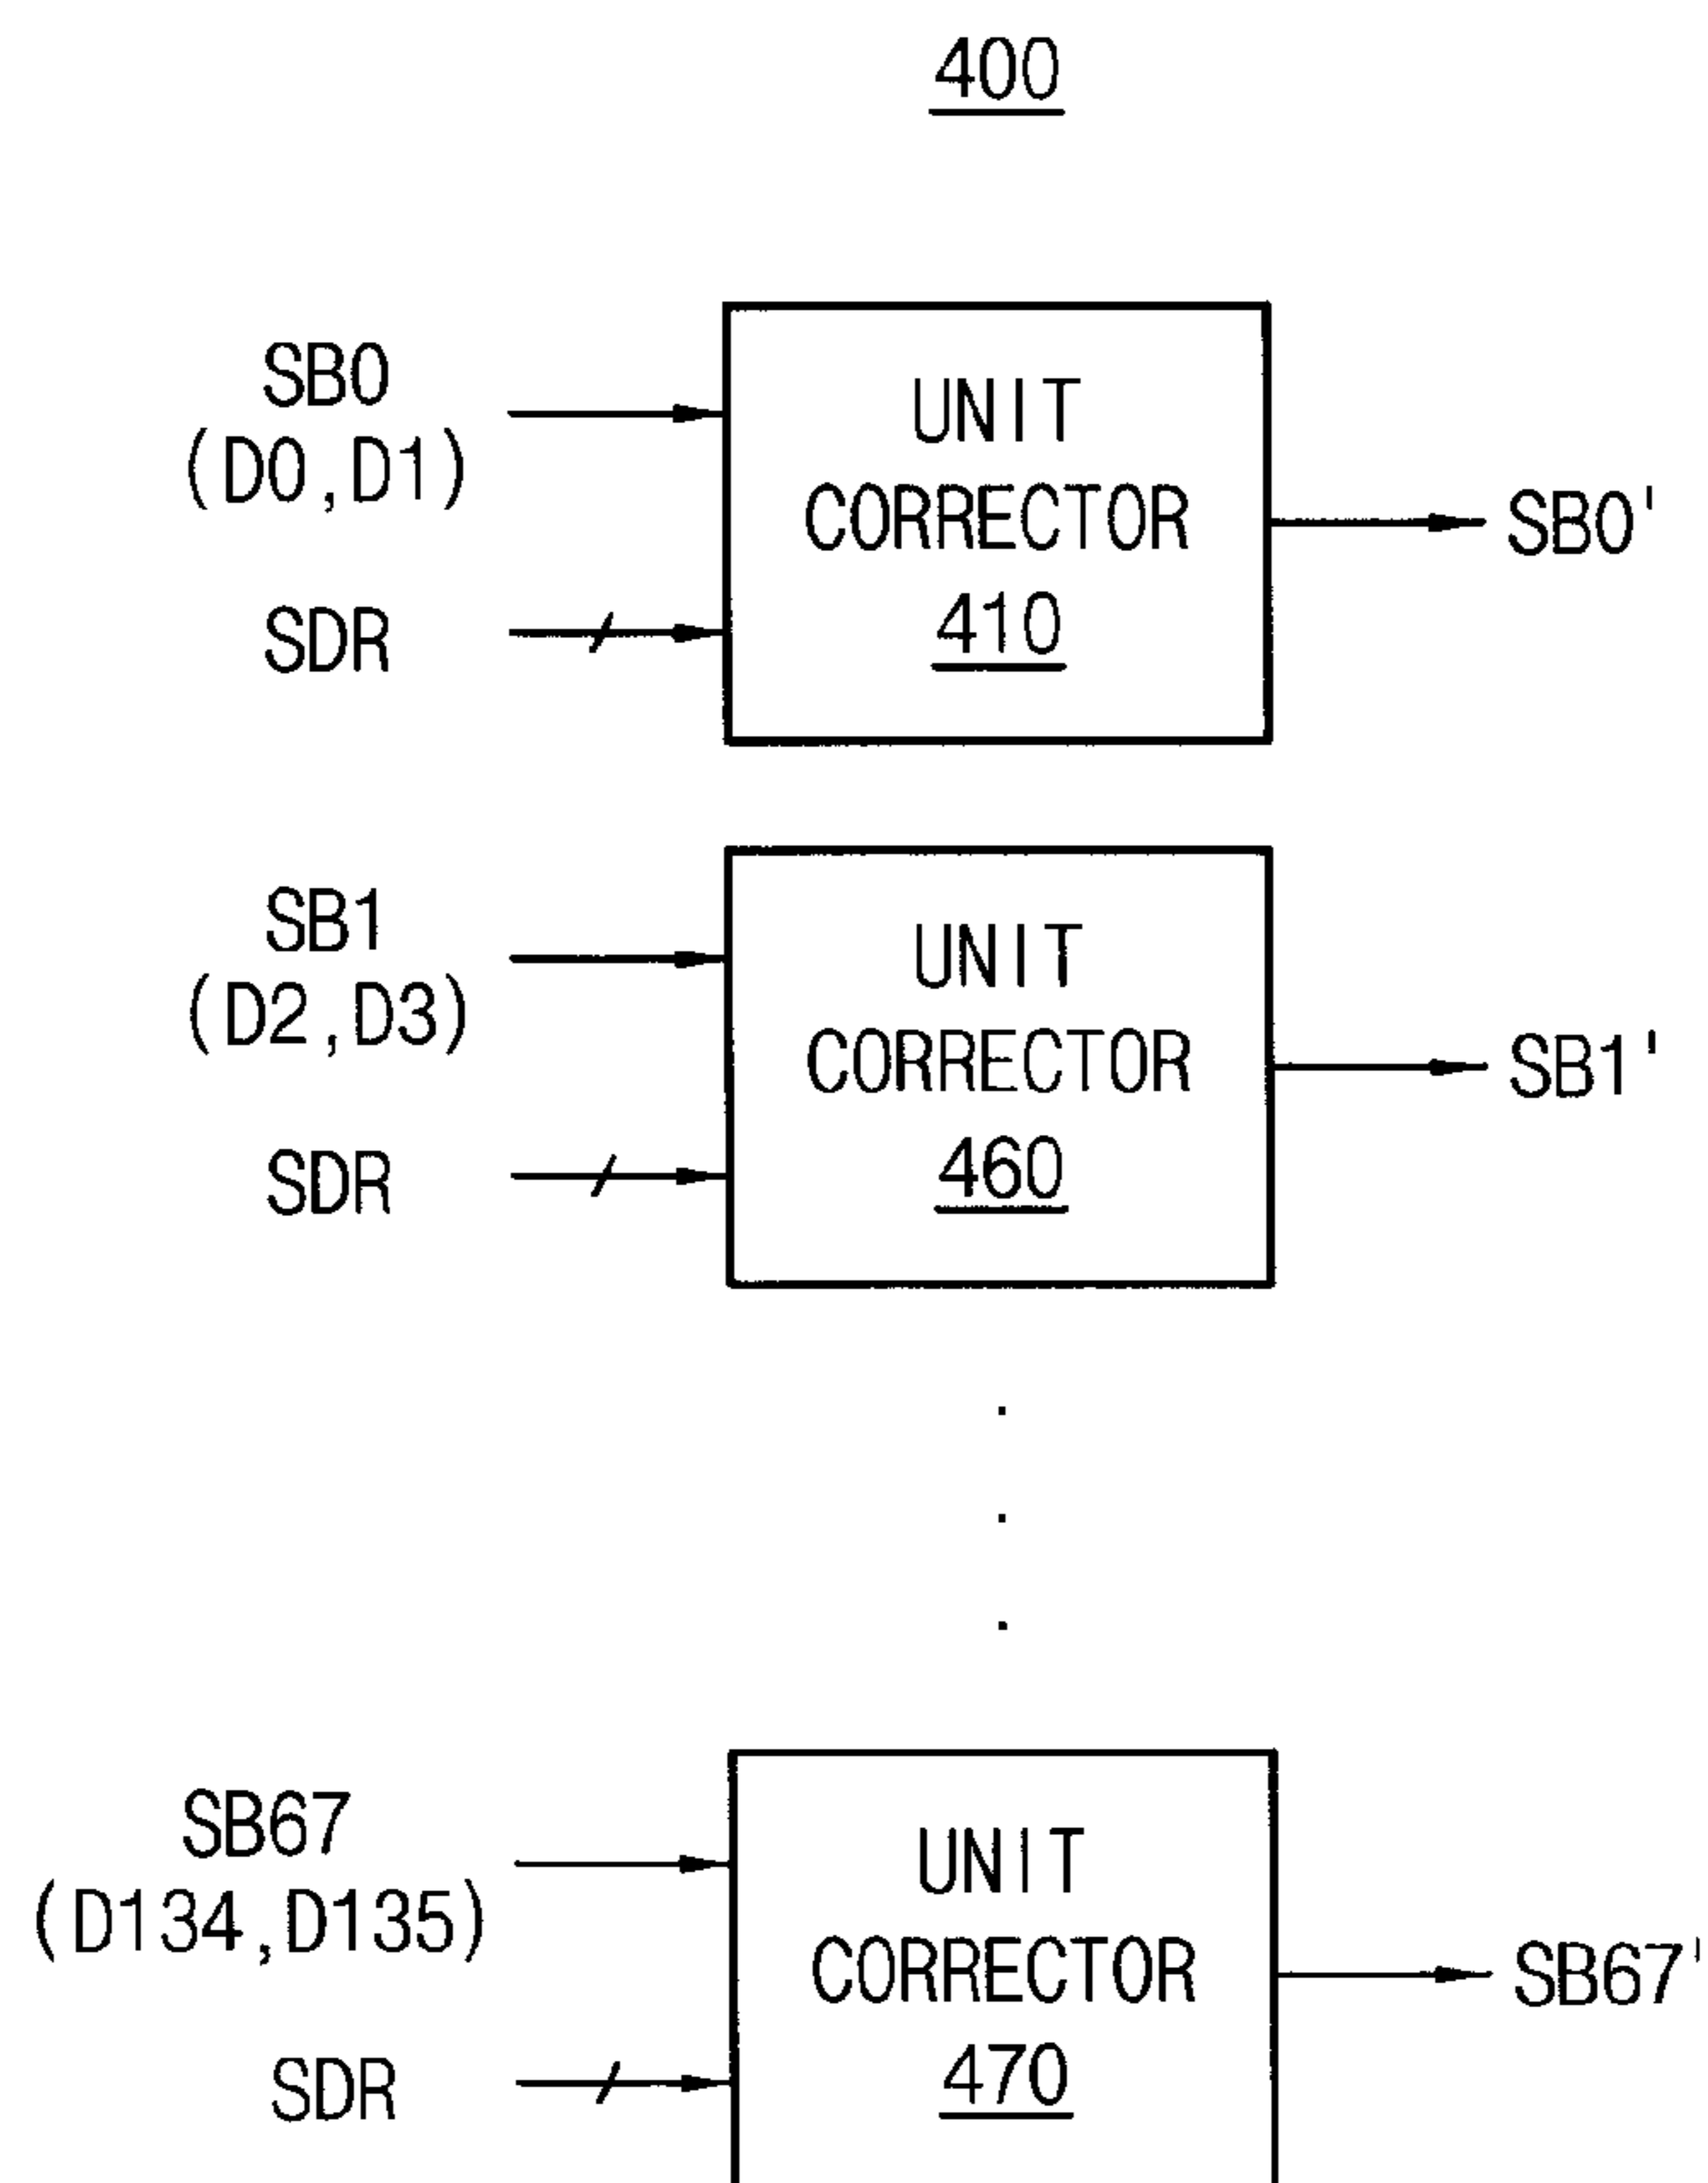 400
SB0
(D0,D1)
SDR
UNIT
CORRECTOR
410
SB0'
SB1
(D2,D3)
SDR
UNIT
CORRECTOR
460
SB1'
SB67
(D134,D135)
SDR
UNIT
CORRECTOR
470
SB67'